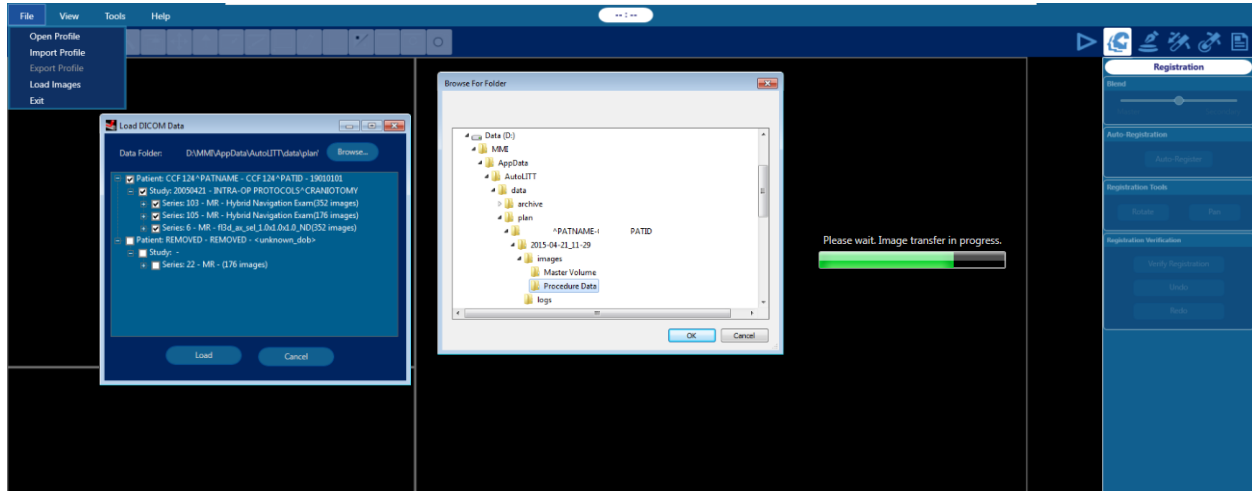 File View Tools Help
-- : --
Open Profile
Import Profile
Export Profile
Load Images
Exit
Load DICOM Data
Data Folder: D:\MMI\AppData\AutoLITT\data\plan\ Browse...
Patient: CCF124^PATNAME - CCF124^PATID - 19010101
Study: 20050421 - INTRA-OP PROTOCOLS^CRANIOTOMY
Series: 103 - MR - Hybrid Navigation Exam(352 images)
Series: 105 - MR - Hybrid Navigation Exam(176 images)
Series: 6 - MR - fl3d_ax_sel_1.0x1.0x1.0_ND(352 images)
Patient: REMOVED - REMOVED - <unknown_dob>
Study: -
Series: 22 - MR - (176 images)
Load Cancel
Browse For Folder
Data (D:)
MMI
AppData
AutoLITT
data
archive
plan
^PATNAME-( PATID
2015-04-21_11-29
images
Master Volume
Procedure Data
logs
OK Cancel
Please wait. Image transfer in progress.
Registration
Blend
Auto-Registration
Auto-Register
Registration Tools
Rotate Pan
Registration Verification
Verify Registration
Undo
Redo